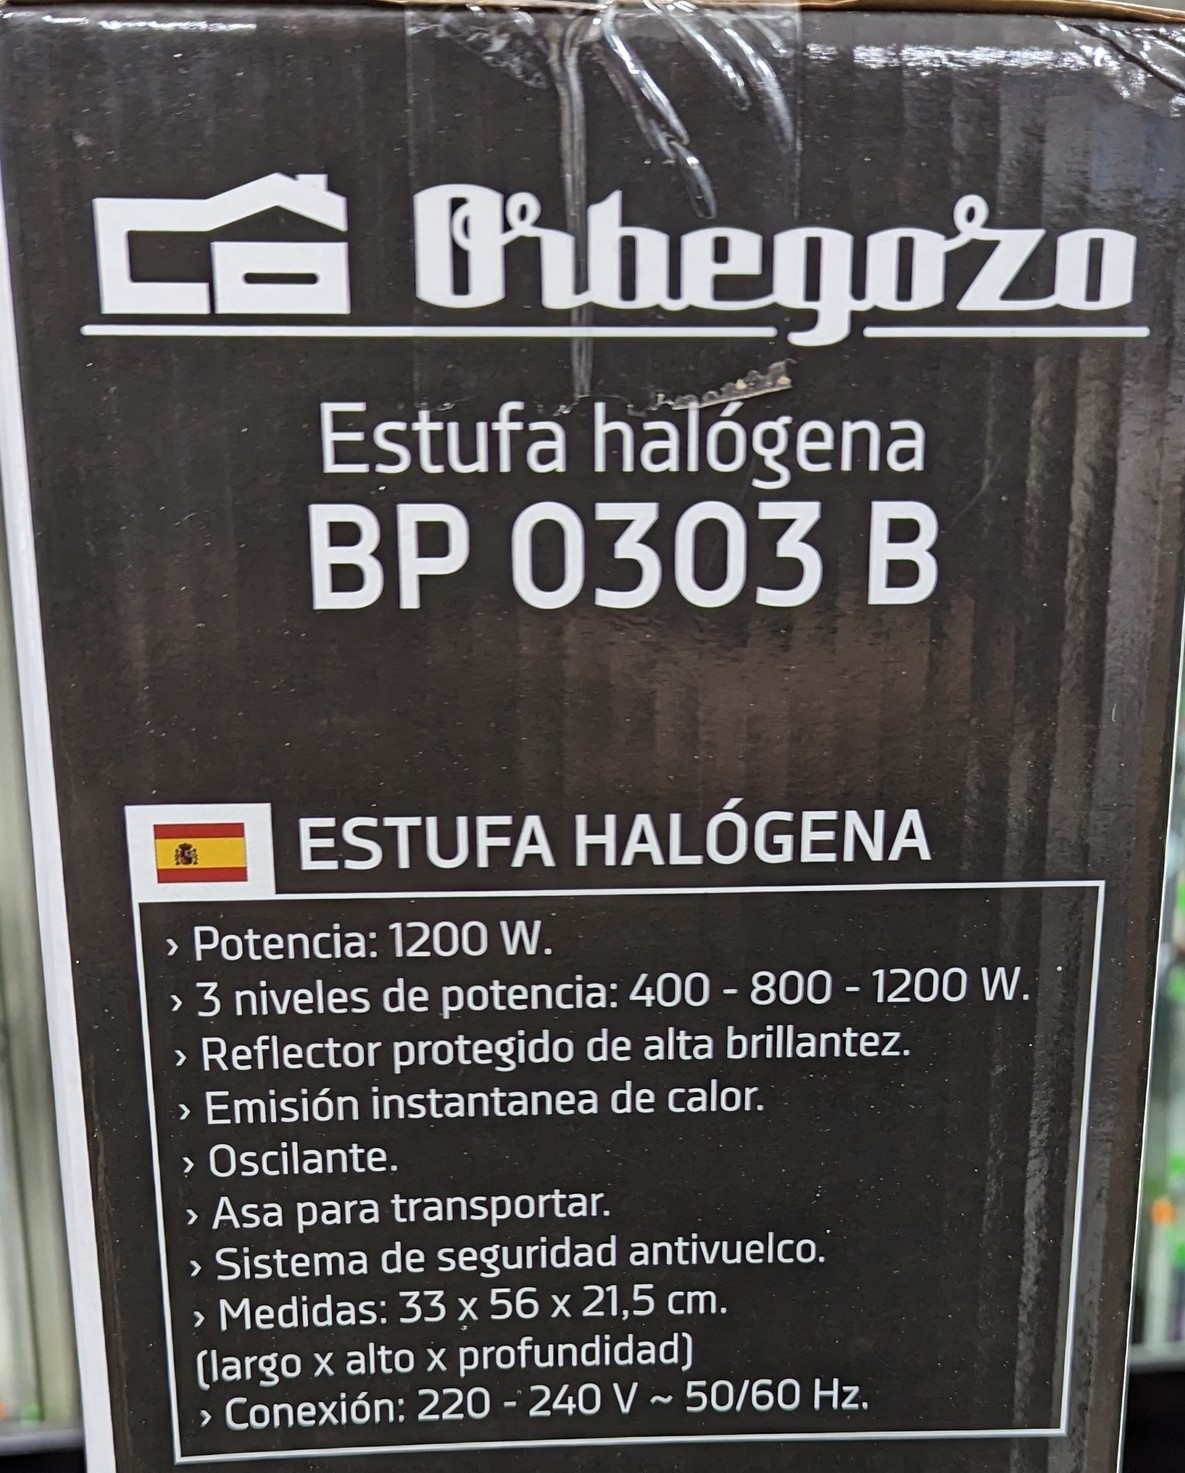 Orbegozo
Estufa halógena
BP 0303 B
ESTUFA HALÓGENA
› Potencia: 1200 W.
› 3 niveles de potencia: 400 - 800 - 1200 W.
› Reflector protegido de alta brillantez.
› Emisión instantanea de calor.
› Oscilante.
› Asa para transportar.
› Sistema de seguridad antivuelco.
› Medidas: 33 x 56 x 21,5 cm.
(largo x alto x profundidad)
› Conexión: 220 - 240 V ~ 50/60 Hz.